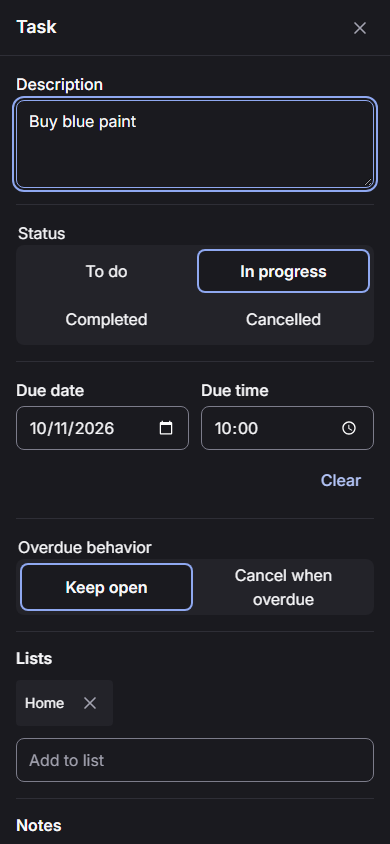 Task
Description
Buy blue paint
Status
To do
In progress
Completed
Cancelled
Due date
Due time
10/11/2026
10:00
Clear
Overdue behavior
Keep open
Cancel when
overdue
Lists
Home
Add to list
Notes